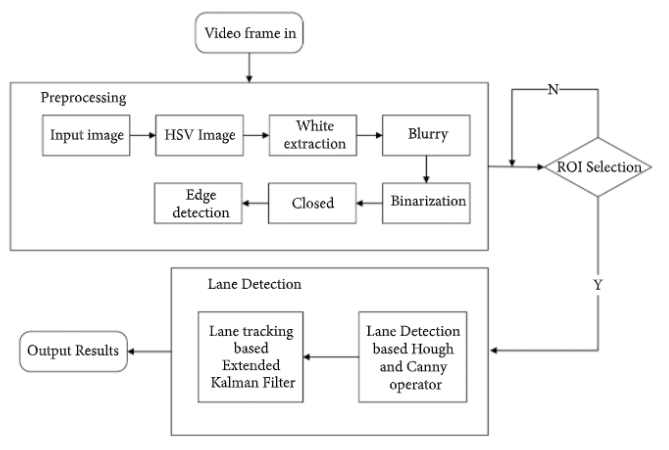 Video frame in
Preprocessing
Input image
HSV Image
White
extraction
Blurry
N
ROI Selection
Edge
detection
Closed
Binarization
Y
Lane Detection
Lane tracking
based
Extended
Kalman Filter
Lane Detection
based Hough
and Canny
operator
Output Results